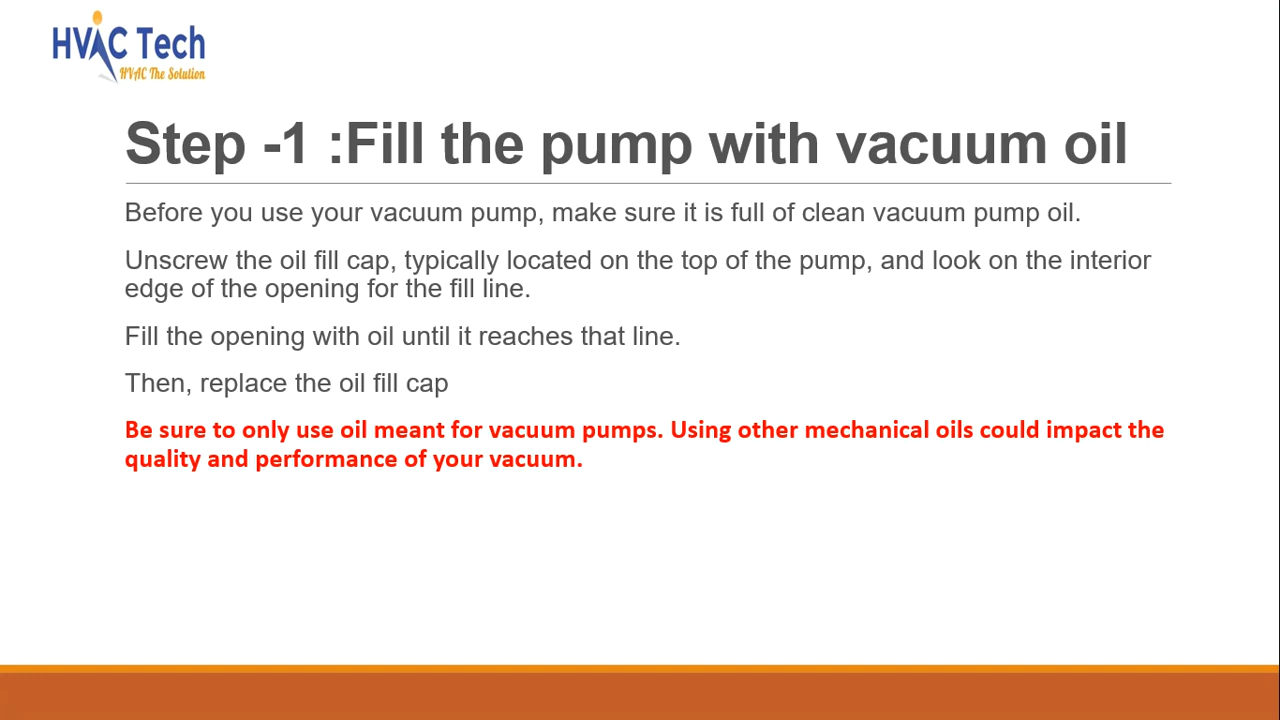 HVAC Tech
HVAC The Solution
Step -1 :Fill the pump with vacuum oil
Before you use your vacuum pump, make sure it is full of clean vacuum pump oil.
Unscrew the oil fill cap, typically located on the top of the pump, and look on the interior
edge of the opening for the fill line.
Fill the opening with oil until it reaches that line.
Then, replace the oil fill cap
Be sure to only use oil meant for vacuum pumps. Using other mechanical oils could impact the
quality and performance of your vacuum.